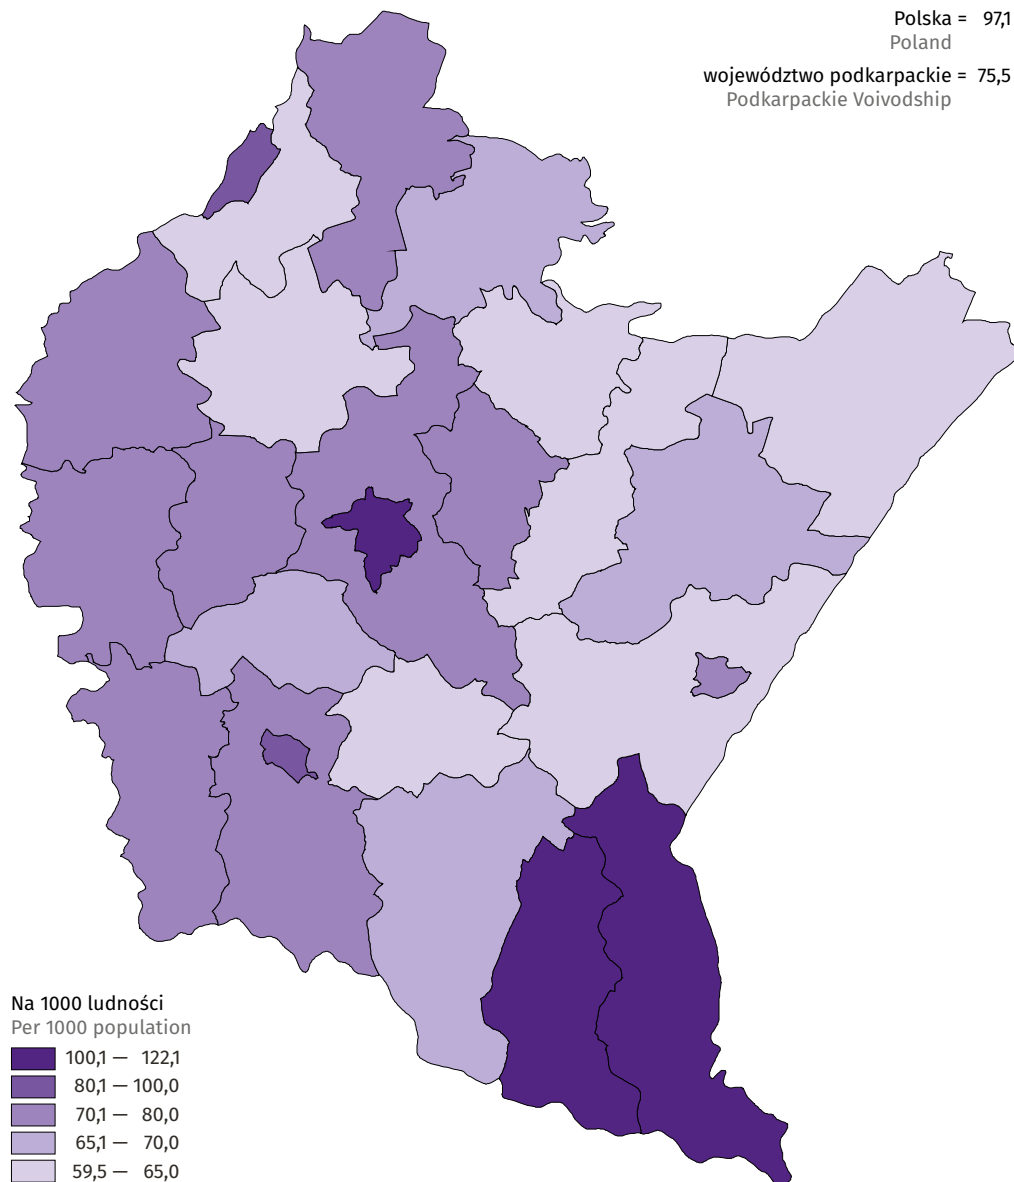 Polska = 97,1
Poland
województwo podkarpackie = 75,5
Podkarpackie Voivodship
Na 1000 ludności
Per 1000 population
100,1 — 122,1
80,1 — 100,0
70,1 — 80,0
65,1 — 70,0
59,5 — 65,0